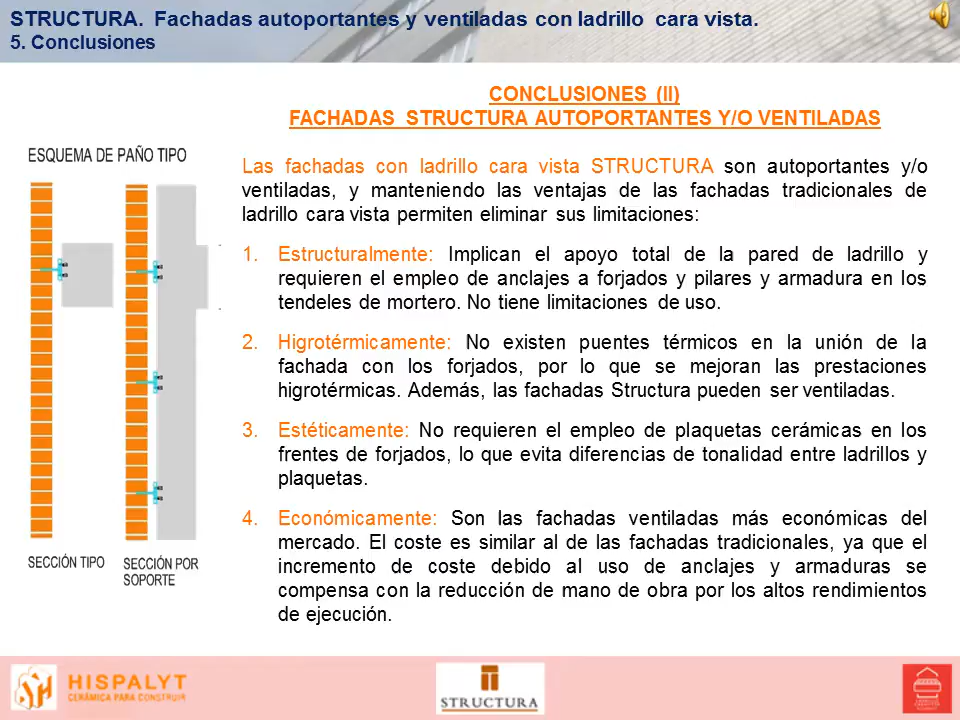 STRUCTURA. Fachadas autoportantes y ventiladas con ladrillo cara vista.
5. Conclusiones
CONCLUSIONES (II)
FACHADAS STRUCTURA AUTOPORTANTES Y/O VENTILADAS
ESQUEMA DE PAÑO TIPO
SECCIÓN TIPO
SECCIÓN POR
SOPORTE
Las fachadas con ladrillo cara vista STRUCTURA son autoportantes y/o
ventiladas, y manteniendo las ventajas de las fachadas tradicionales de
ladrillo cara vista permiten eliminar sus limitaciones:
1. Estructuralmente: Implican el apoyo total de la pared de ladrillo y
requieren el empleo de anclajes a forjados y pilares y armadura en los
tendeles de mortero. No tiene limitaciones de uso.
2. Higrotérmicamente: No existen puentes térmicos en la unión de la
fachada con los forjados, por lo que se mejoran las prestaciones
higrotérmicas. Además, las fachadas Structura pueden ser ventiladas.
3. Estéticamente: No requieren el empleo de plaquetas cerámicas en los
frentes de forjados, lo que evita diferencias de tonalidad entre ladrillos y
plaquetas.
4. Económicamente: Son las fachadas ventiladas más económicas del
mercado. El coste es similar al de las fachadas tradicionales, ya que el
incremento de coste debido al uso de anclajes y armaduras se
compensa con la reducción de mano de obra por los altos rendimientos
de ejecución.
HISPALYT
CERÁMICA PARA CONSTRUIR
STRUCTURA